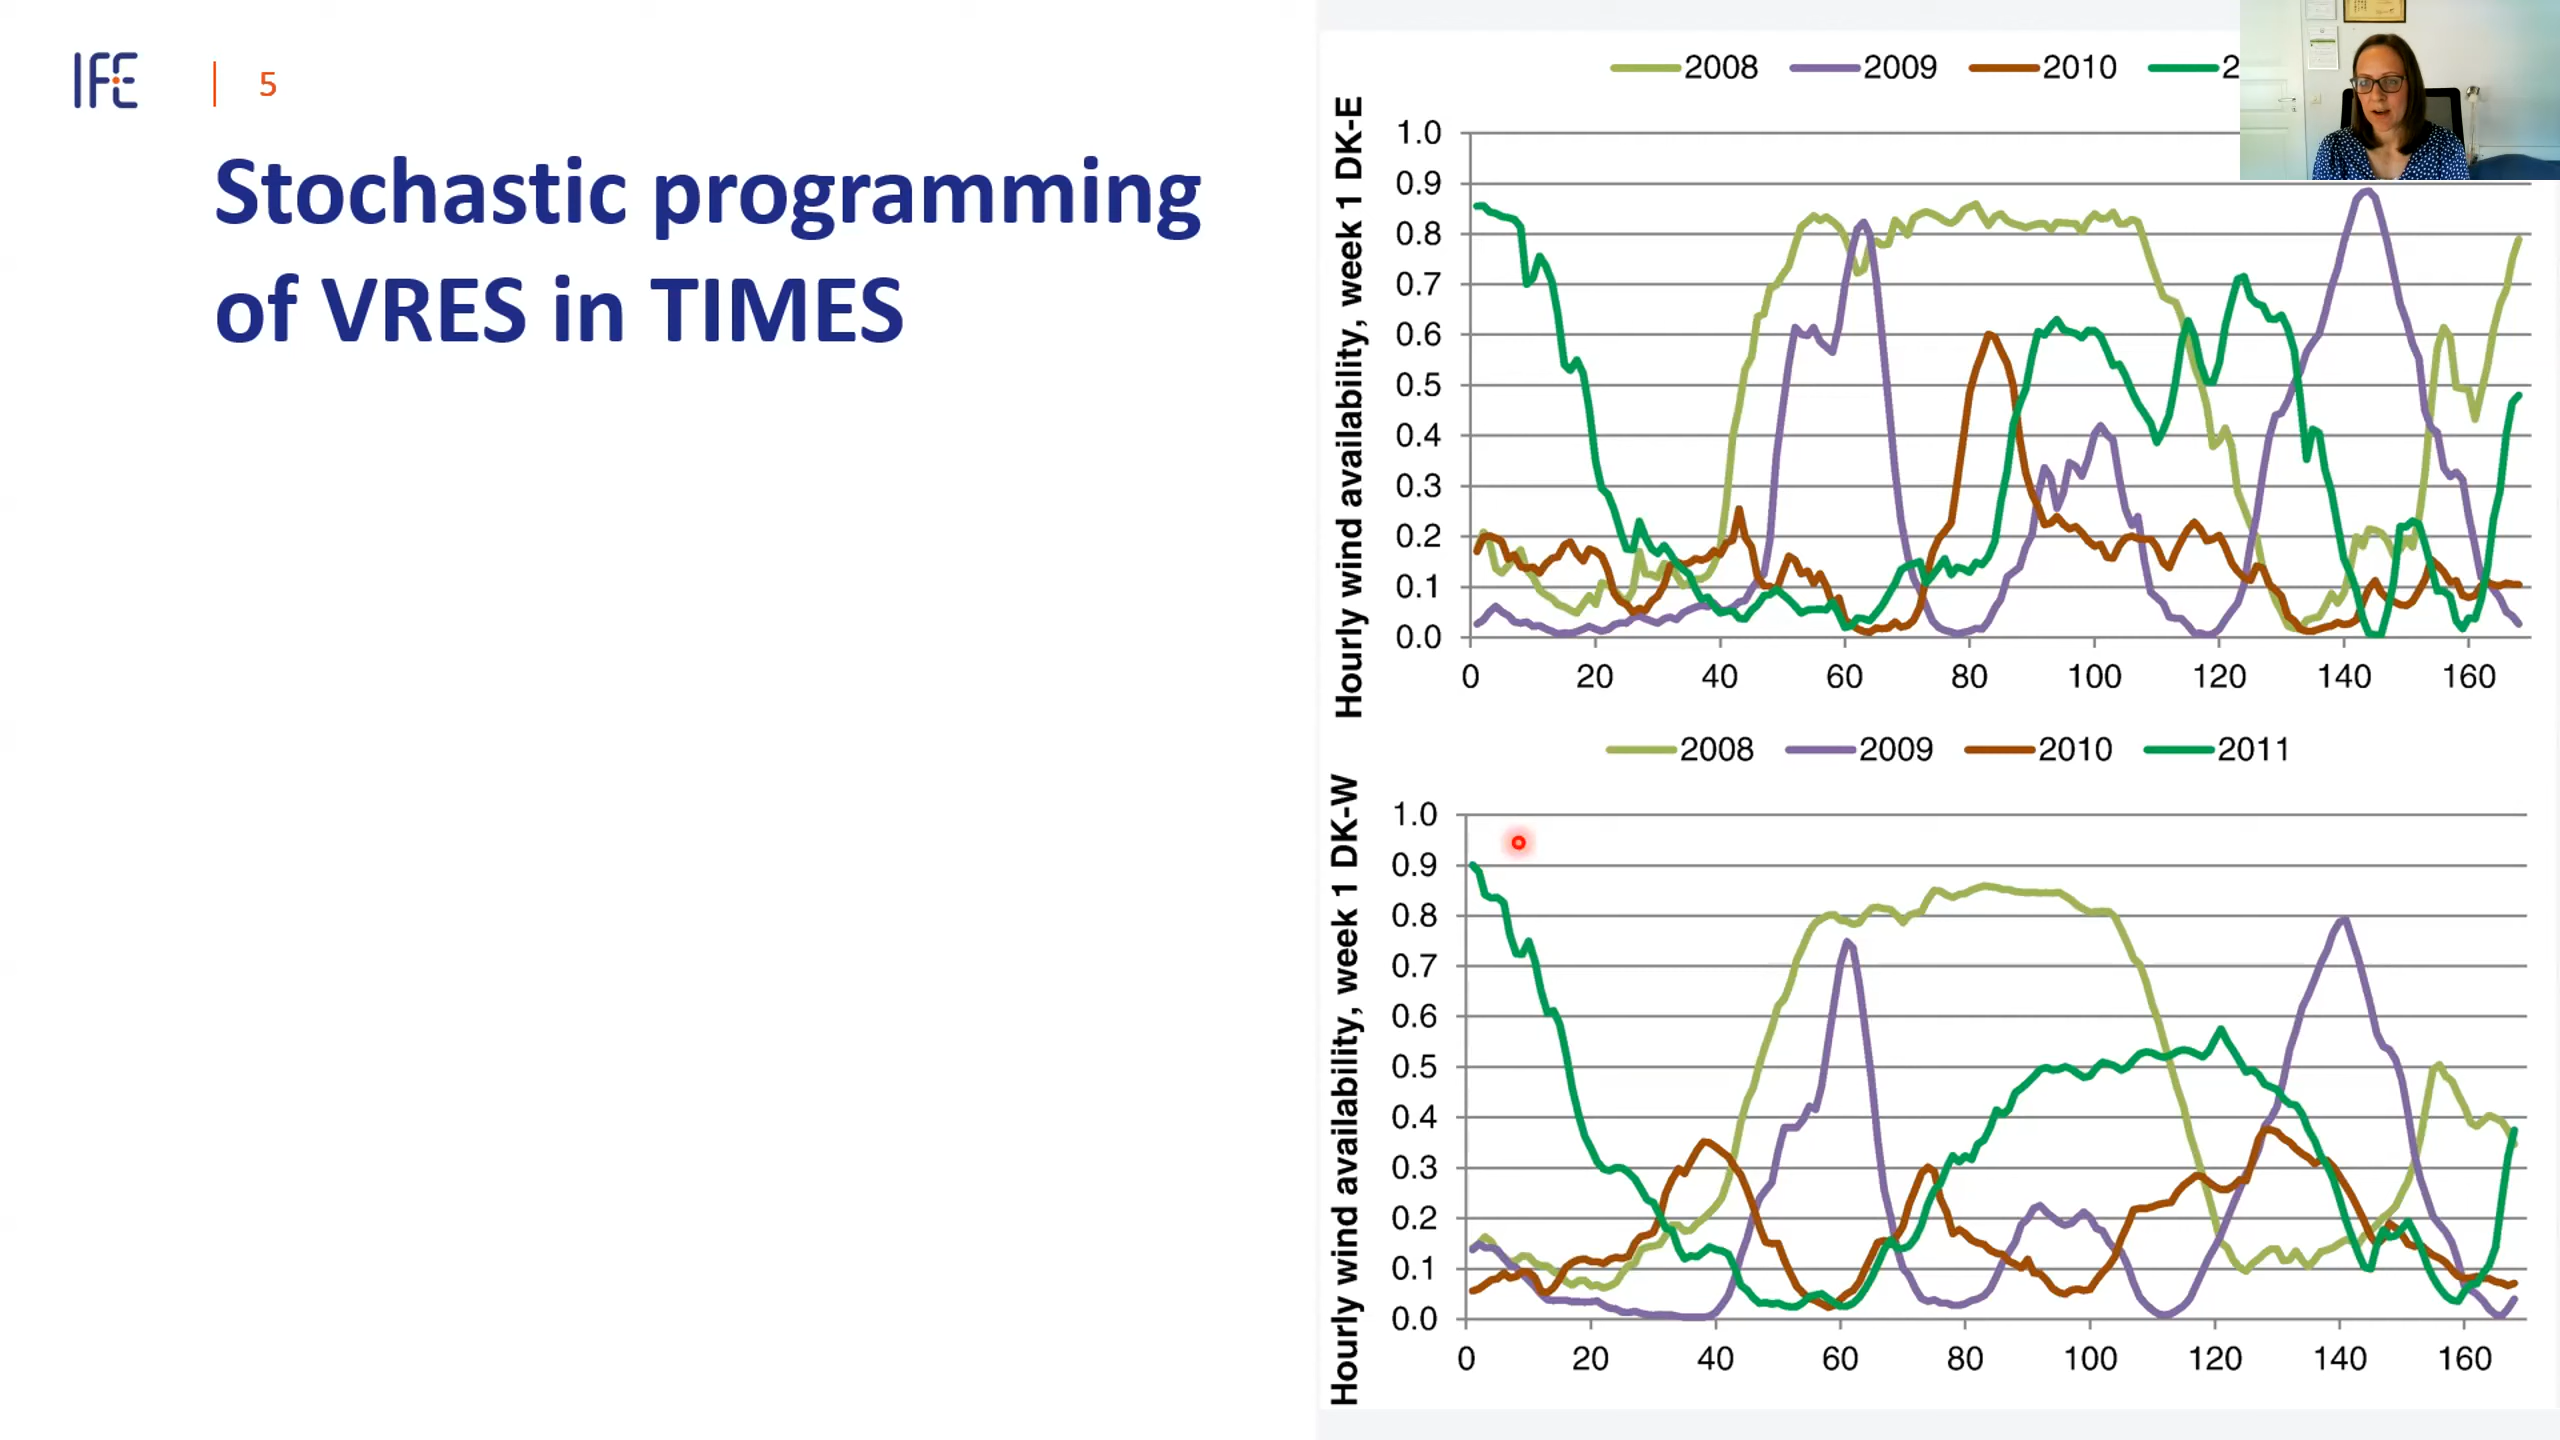 IFE
5
Stochastic programming
of VRES in TIMES
2008 2009 2010 2
Hourly wind availability, week 1 DK-E
1.0
0.9
0.8
0.7
0.6
0.5
0.4
0.3
0.2
0.1
0.0
0 20 40 60 80 100 120 140 160
2008 2009 2010 2011
Hourly wind availability, week 1 DK-W
1.0
0.9
0.8
0.7
0.6
0.5
0.4
0.3
0.2
0.1
0.0
0 20 40 60 80 100 120 140 160